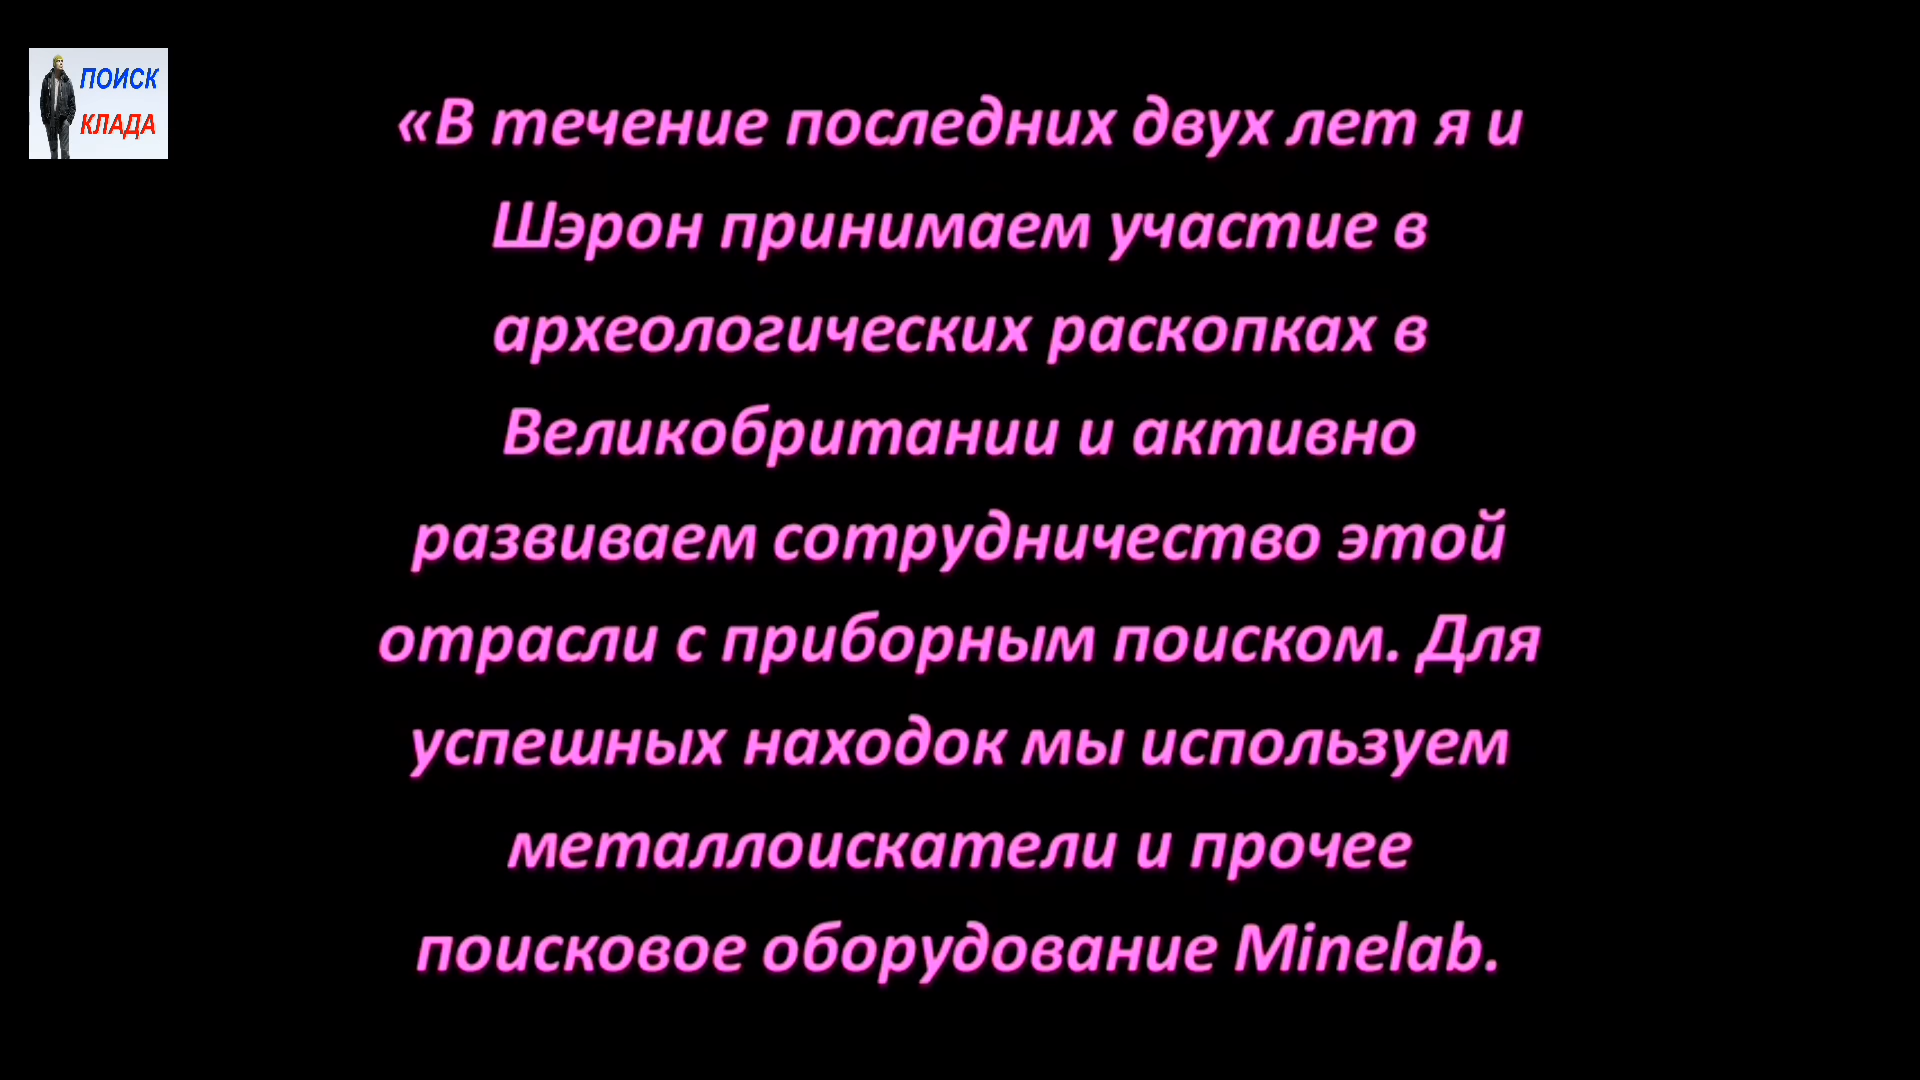 ПОИСК
КЛАДА
«В течение последних двух лет я и
Шэрон принимаем участие в
археологических раскопках в
Великобритании и активно
развиваем сотрудничество этой
отрасли с приборным поиском. Для
успешных находок мы используем
металлоискатели и прочее
поисковое оборудование Minelab.